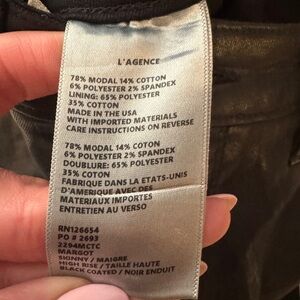 L'AGENCE
78% MODAL 14% COTTON
6% POLYESTER 2% SPANDEX
LINING: 65% POLYESTER
35% COTTON
MADE IN THE USA
WITH IMPORTED MATERIALS
CARE INSTRUCTIONS ON REVERSE
78% MODAL 14% COTTON
6% POLYESTER 2% SPANDEX
DOUBLURE: 65% POLYESTER
35% COTON
FABRIQUE DANS LA ETATS-UNIS
D'AMERIQUE AVEC DES
MATERIAUX IMPORTES
ENTRETIEN AU VERSO
RN126654
PO # 2693
2294MCTC
MARGOT
SKINNY / MAIGRE
HIGH RISE / TAILLE HAUTE
BLACK COATED / NOIR ENDUIT